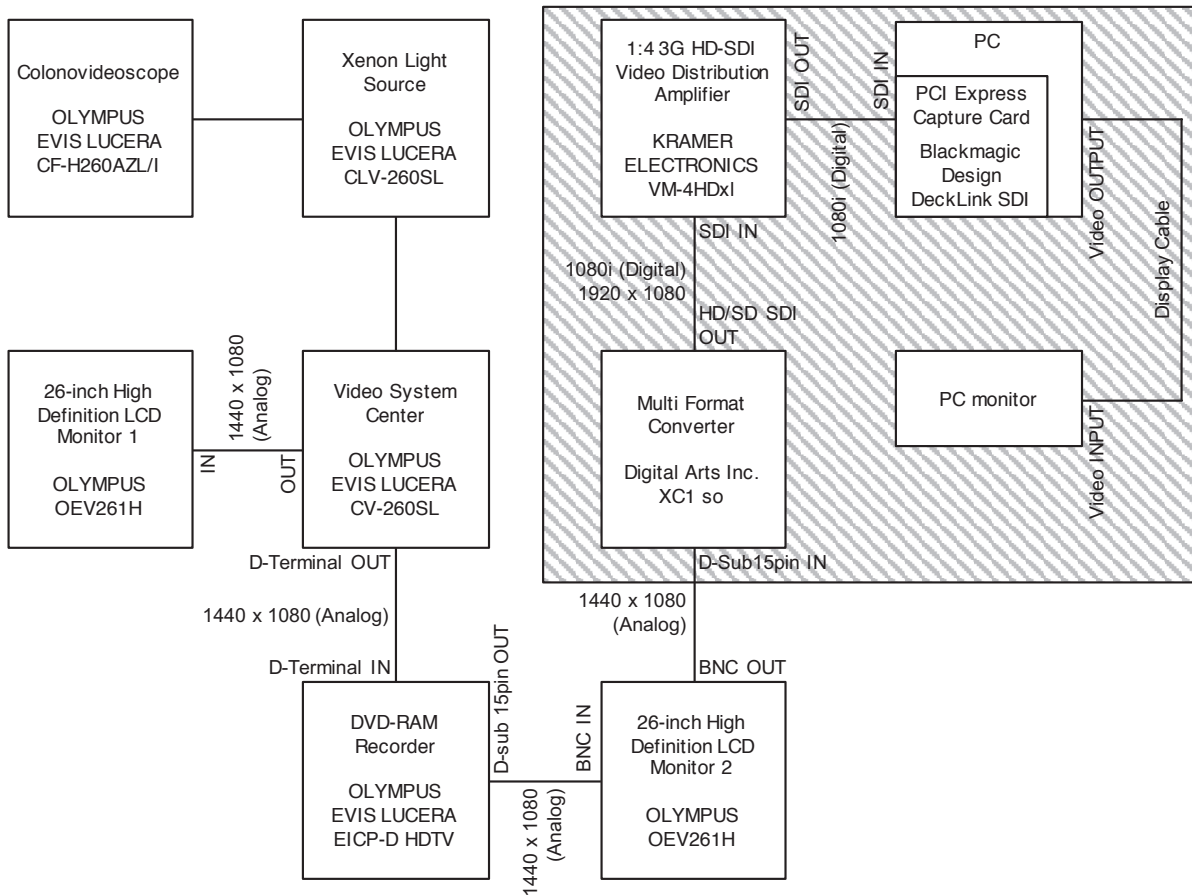 Colonovideoscope
OLYMPUS
EVIS LUCERA
CF-H260AZL/I
Xenon Light
Source
OLYMPUS
EVIS LUCERA
CLV-260SL
1:4 3G HD-SDI
Video Distribution
Amplifier
KRAMER
ELECTRONICS
VM-4HDxl
SDI OUT
1080i (Digital)
SDI IN
PC
PCI Express
Capture Card
Blackmagic
Design
DeckLink SDI
Video OUTPUT
Display Cable
SDI IN
1080i (Digital)
1920 x 1080
HD/SD SDI
OUT
26-inch High
Definition LCD
Monitor 1
OLYMPUS
OEV261H
IN
1440 x 1080
(Analog)
OUT
Video System
Center
OLYMPUS
EVIS LUCERA
CV-260SL
Multi Format
Converter
Digital Arts Inc.
XC1 so
PC monitor
Video INPUT
D-Terminal OUT
1440 x 1080 (Analog)
D-Terminal IN
D-Sub15pin IN
1440 x 1080
(Analog)
BNC OUT
DVD-RAM
Recorder
OLYMPUS
EVIS LUCERA
EICP-D HDTV
D-sub 15pin OUT
1440 x 1080
(Analog)
BNC IN
26-inch High
Definition LCD
Monitor 2
OLYMPUS
OEV261H